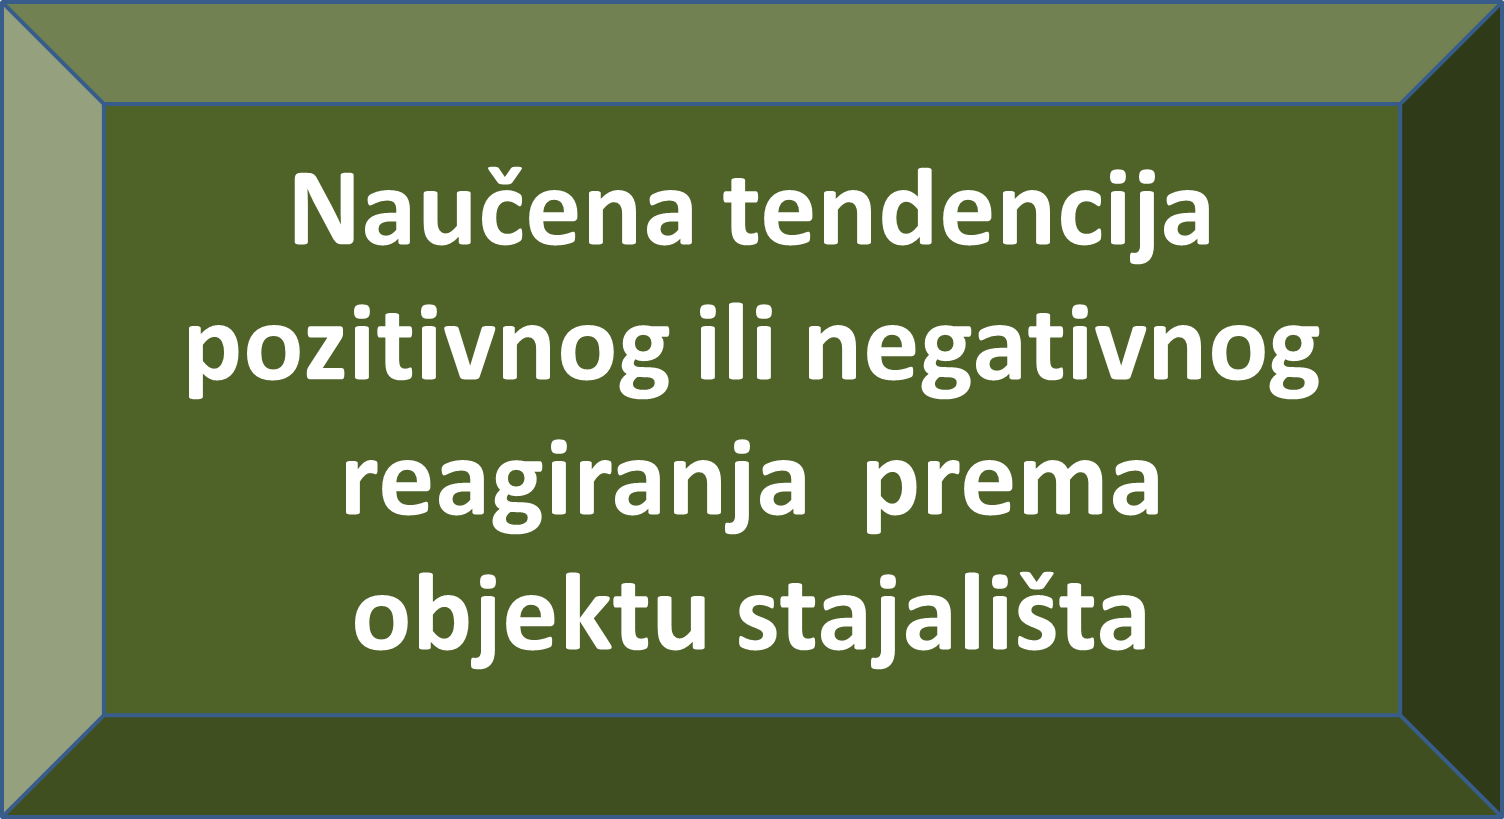 Naučena tendencija
pozitivnog ili negativnog
reagiranja  prema
objektu stajališta